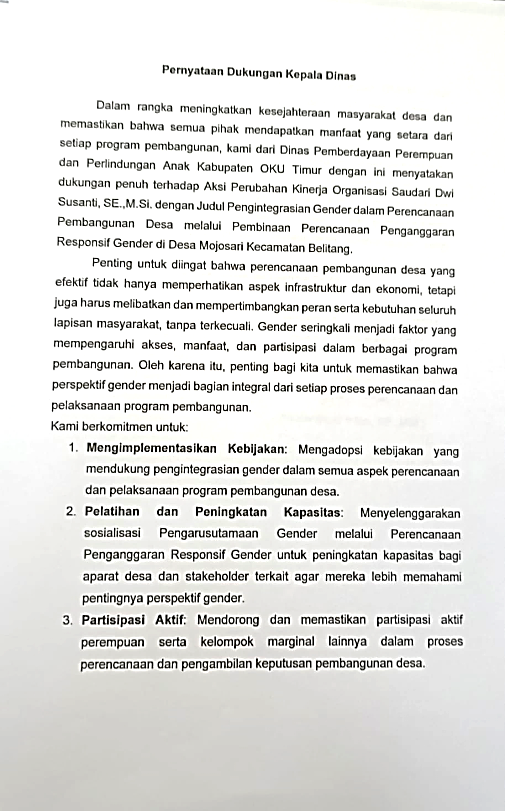 Pernyataan Dukungan Kepala Dinas
Dalam rangka meningkatkan kesejahteraan masyarakat desa dan
memastikan bahwa semua pihak mendapatkan manfaat yang setara dari
setiap program pembangunan, kami dari Dinas Pemberdayaan Perempuan
dan Perlindungan Anak Kabupaten OKU Timur dengan ini menyatakan
dukungan penuh terhadap Aksi Perubahan Kinerja Organisasi Saudari Dwi
Susanti, SE.,M.Si. dengan Judul Pengintegrasian Gender dalam Perencanaan
Pembangunan Desa melalui Pembinaan Perencanaan Penganggaran
Responsif Gender di Desa Mojosari Kecamatan Belitang.
Penting untuk diingat bahwa perencanaan pembangunan desa yang
efektif tidak hanya memperhatikan aspek infrastruktur dan ekonomi, tetapi
juga harus melibatkan dan mempertimbangkan peran serta kebutuhan seluruh
lapisan masyarakat, tanpa terkecuali. Gender seringkali menjadi faktor yang
mempengaruhi akses, manfaat, dan partisipasi dalam berbagai program
pembangunan. Oleh karena itu, penting bagi kita untuk memastikan bahwa
perspektif gender menjadi bagian integral dari setiap proses perencanaan dan
pelaksanaan program pembangunan.
Kami berkomitmen untuk:
1. Mengimplementasikan Kebijakan: Mengadopsi kebijakan yang
mendukung pengintegrasian gender dalam semua aspek perencanaan
dan pelaksanaan program pembangunan desa.
2. Pelatihan dan Peningkatan Kapasitas: Menyelenggarakan
sosialisasi Pengarusutamaan Gender melalui Perencanaan
Penganggaran Responsif Gender untuk peningkatan kapasitas bagi
aparat desa dan stakeholder terkait agar mereka lebih memahami
pentingnya perspektif gender.
3. Partisipasi Aktif: Mendorong dan memastikan partisipasi aktif
perempuan serta kelompok marginal lainnya dalam proses
perencanaan dan pengambilan keputusan pembangunan desa.